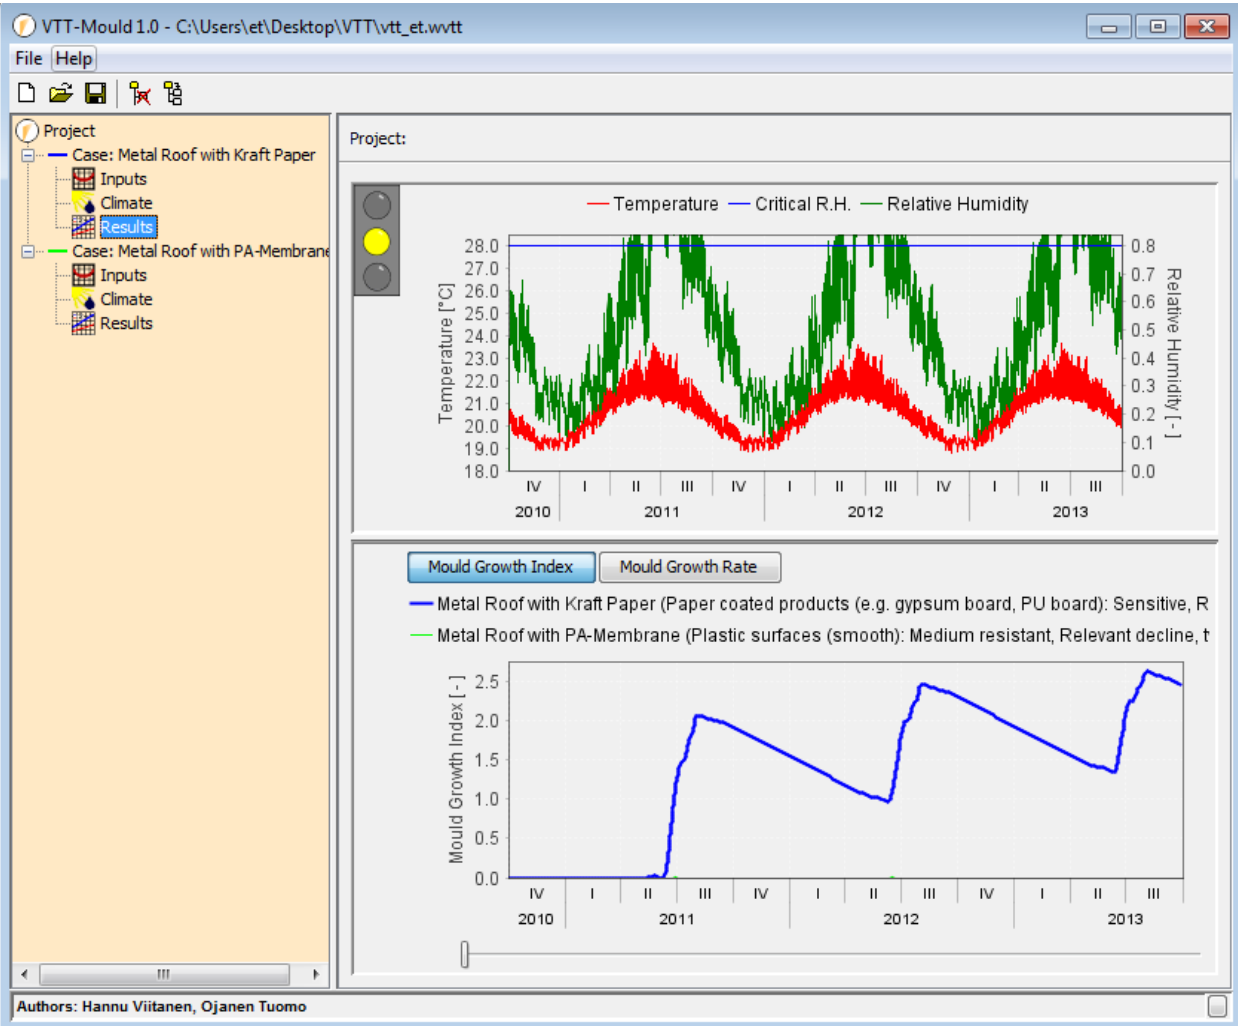 VTT-Mould 1.0 - C:\Users\et\Desktop\VTT\vtt_et.wvtt
File Help
Project
Case: Metal Roof with Kraft Paper
Inputs
Climate
Results
Case: Metal Roof with PA-Membrane
Inputs
Climate
Results
Project:
Temperature Critical R.H. Relative Humidity
Temperature [°C]
28.0
27.0
26.0
25.0
24.0
23.0
22.0
21.0
20.0
19.0
18.0
0.8
0.7
0.6
0.5
0.4
0.3
0.2
0.1
0.0
Relative Humidity [ - ]
IV I II III IV I II III IV I II III
2010 2011 2012 2013
Mould Growth Index Mould Growth Rate
Metal Roof with Kraft Paper (Paper coated products (e.g. gypsum board, PU board): Sensitive, R
Metal Roof with PA-Membrane (Plastic surfaces (smooth): Medium resistant, Relevant decline, t
Mould Growth Index [ - ]
2.5
2.0
1.5
1.0
0.5
0.0
IV I II III IV I II III IV I II III
2010 2011 2012 2013
Authors: Hannu Viitanen, Ojanen Tuomo